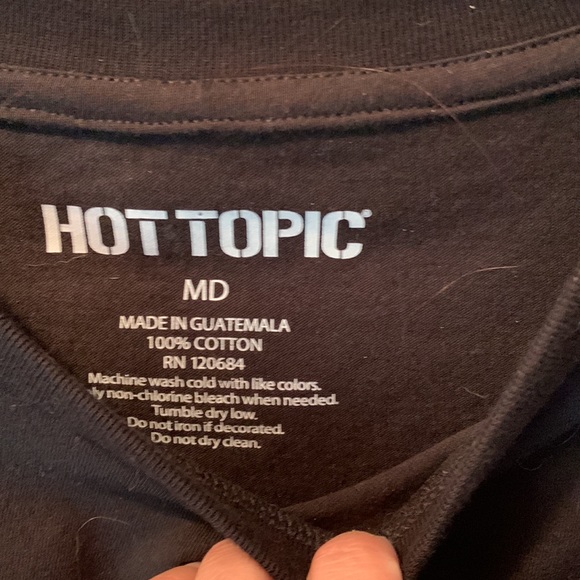 HOT TOPIC®
MD
MADE IN GUATEMALA
100% COTTON
RN 120684
Machine wash cold with like colors.
ly non-chlorine bleach when needed.
Tumble dry low.
Do not iron if decorated.
Do not dry clean.